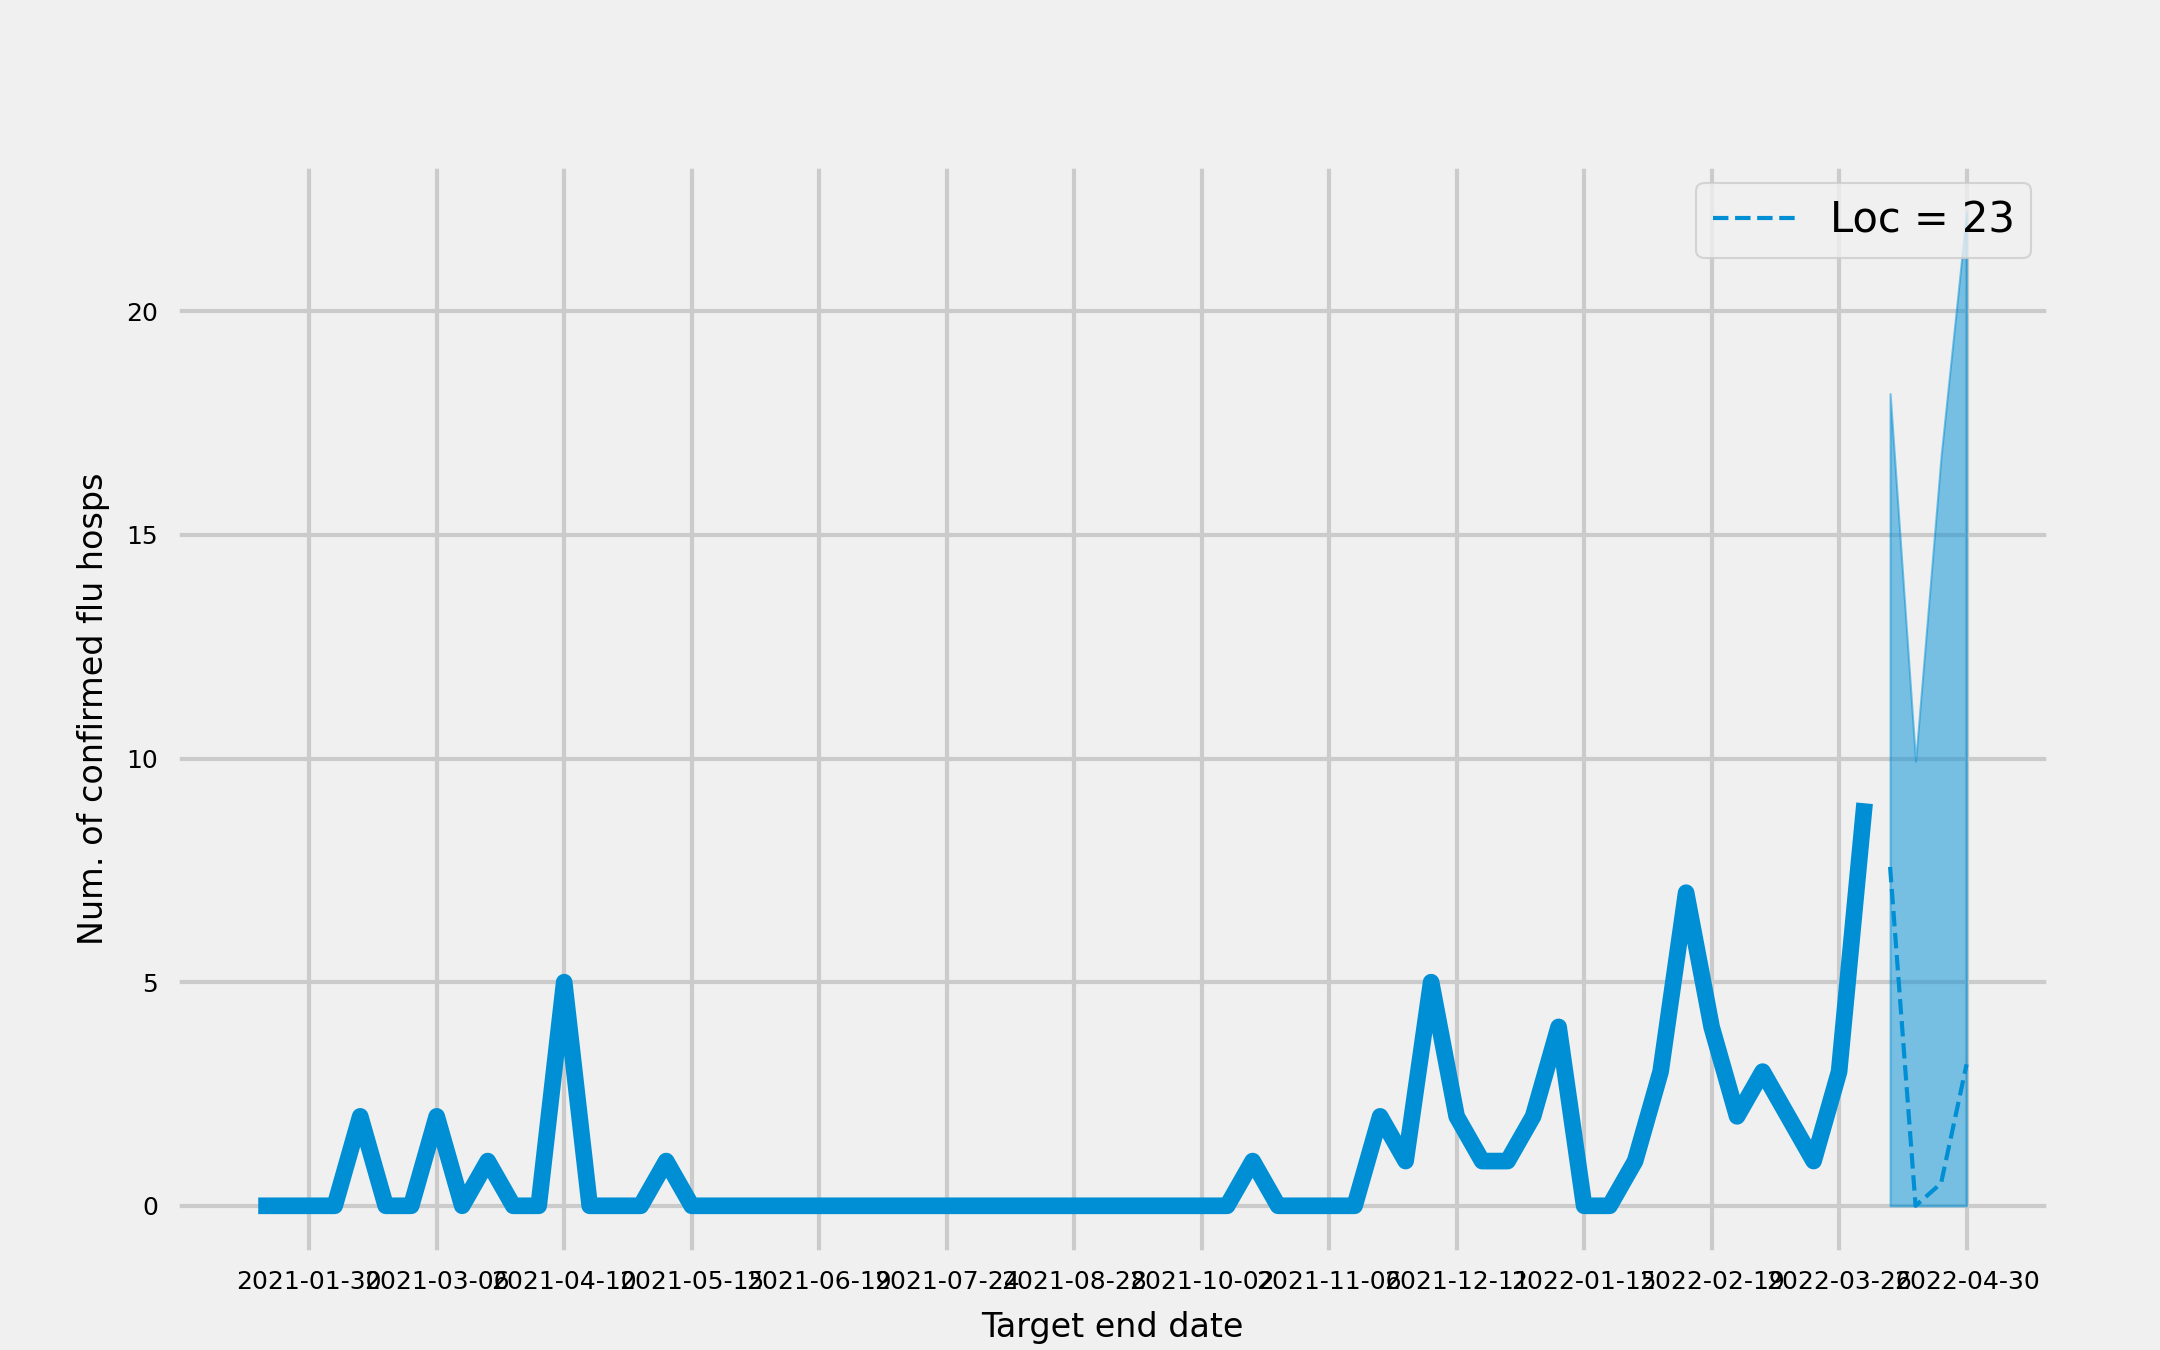 Loc = 23
20
15
10
5
0
Num. of confirmed flu hosps
2021-01-30 2021-03-06 2021-04-10 2021-05-15 2021-06-19 2021-07-24 2021-08-28 2021-10-02 2021-11-06 2021-12-11 2022-01-15 2022-02-19 2022-03-26 2022-04-30
Target end date